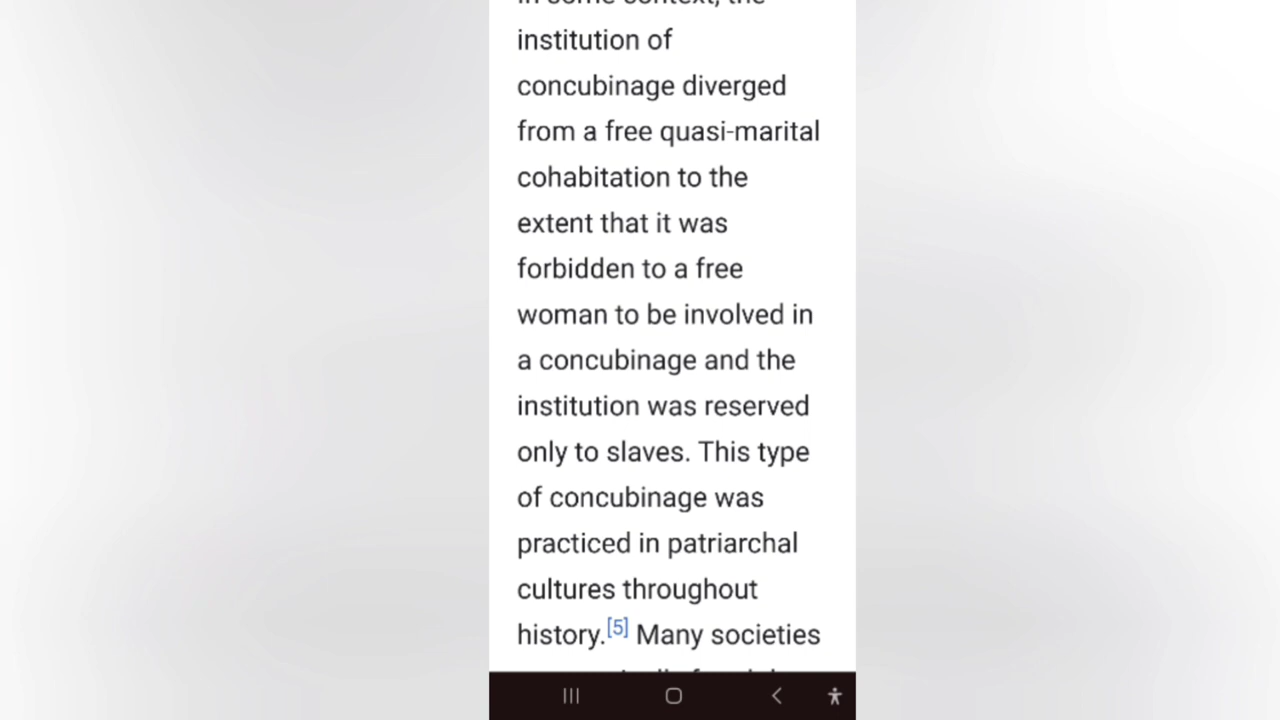 institution of
concubinage diverged
from a free quasi-marital
cohabitation to the
extent that it was
forbidden to a free
woman to be involved in
a concubinage and the
institution was reserved
only to slaves. This type
of concubinage was
practiced in patriarchal
cultures throughout
history.[5] Many societies